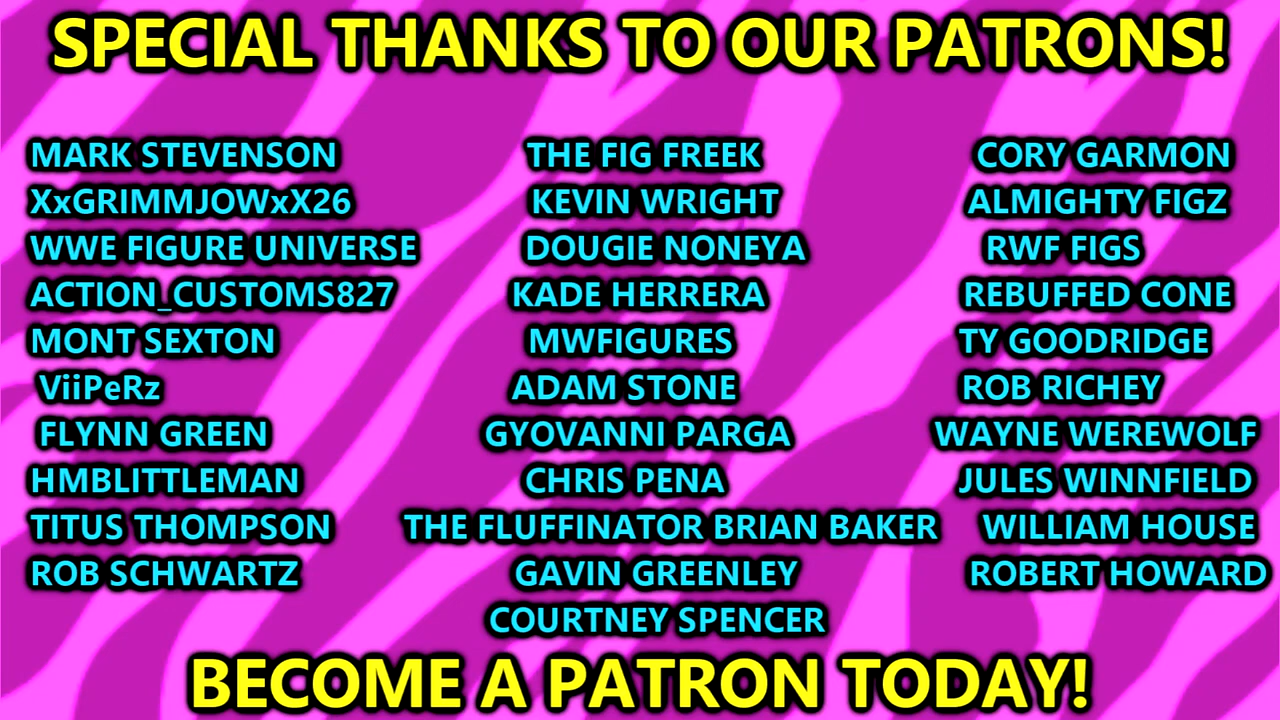 SPECIAL THANKS TO OUR PATRONS!
MARK STEVENSON
XxGRIMMJOWxX26
WWE FIGURE UNIVERSE
ACTION_CUSTOMS827
MONT SEXTON
ViiPeRz
FLYNN GREEN
HMBLITTLEMAN
TITUS THOMPSON
ROB SCHWARTZ
THE FIG FREEK
KEVIN WRIGHT
DOUGIE NONEYA
KADE HERRERA
MWFIGURES
ADAM STONE
GYOVANNI PARGA
CHRIS PENA
THE FLUFFINATOR BRIAN BAKER
GAVIN GREENLEY
COURTNEY SPENCER
CORY GARMON
ALMIGHTY FIGZ
RWF FIGS
REBUFFED CONE
TY GOODRIDGE
ROB RICHEY
WAYNE WEREWOLF
JULES WINNFIELD
WILLIAM HOUSE
ROBERT HOWARD
BECOME A PATRON TODAY!